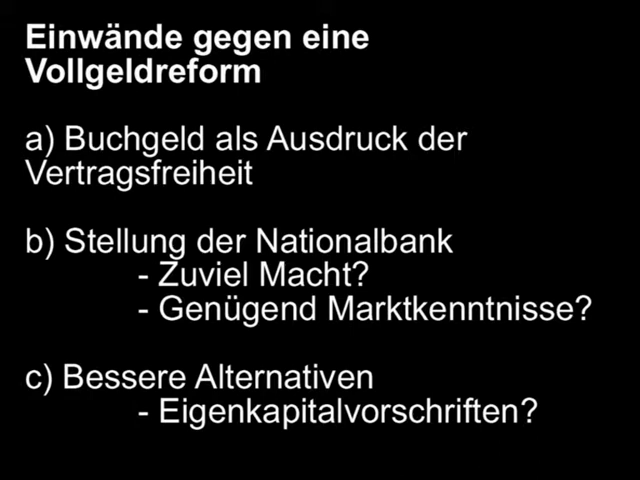 Einwände gegen eine
Vollgeldreform
a) Buchgeld als Ausdruck der
Vertragsfreiheit
b) Stellung der Nationalbank
- Zuviel Macht?
- Genügend Marktkenntnisse?
c) Bessere Alternativen
- Eigenkapitalvorschriften?